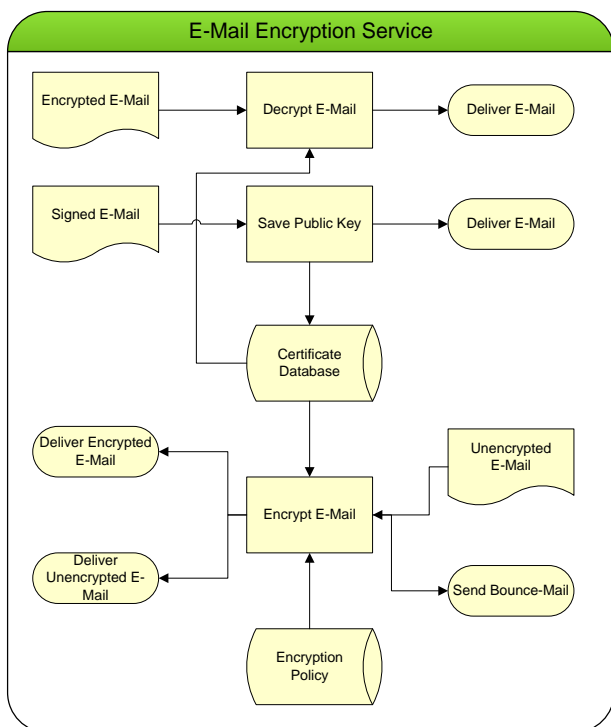 E-Mail Encryption Service
Encrypted E-Mail
Decrypt E-Mail
Deliver E-Mail
Signed E-Mail
Save Public Key
Deliver E-Mail
Certificate
Database
Deliver Encrypted
E-Mail
Unencrypted
E-Mail
Encrypt E-Mail
Deliver
Unencrypted E-
Mail
Send Bounce-Mail
Encryption
Policy